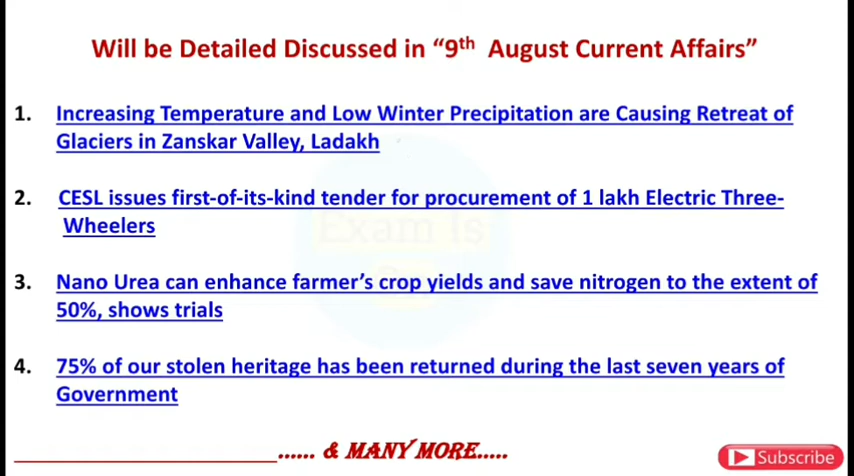 Will be Detailed Discussed in “9th August Current Affairs”
1. Increasing Temperature and Low Winter Precipitation are Causing Retreat of
Glaciers in Zanskar Valley, Ladakh
2. CESL issues first-of-its-kind tender for procurement of 1 lakh Electric Three-
Wheelers
Exam Is
3. Nano Urea can enhance farmer’s crop yields and save nitrogen to the extent of
50%, shows trials
4. 75% of our stolen heritage has been returned during the last seven years of
Government
...... & MANY MORE.....
Subscribe